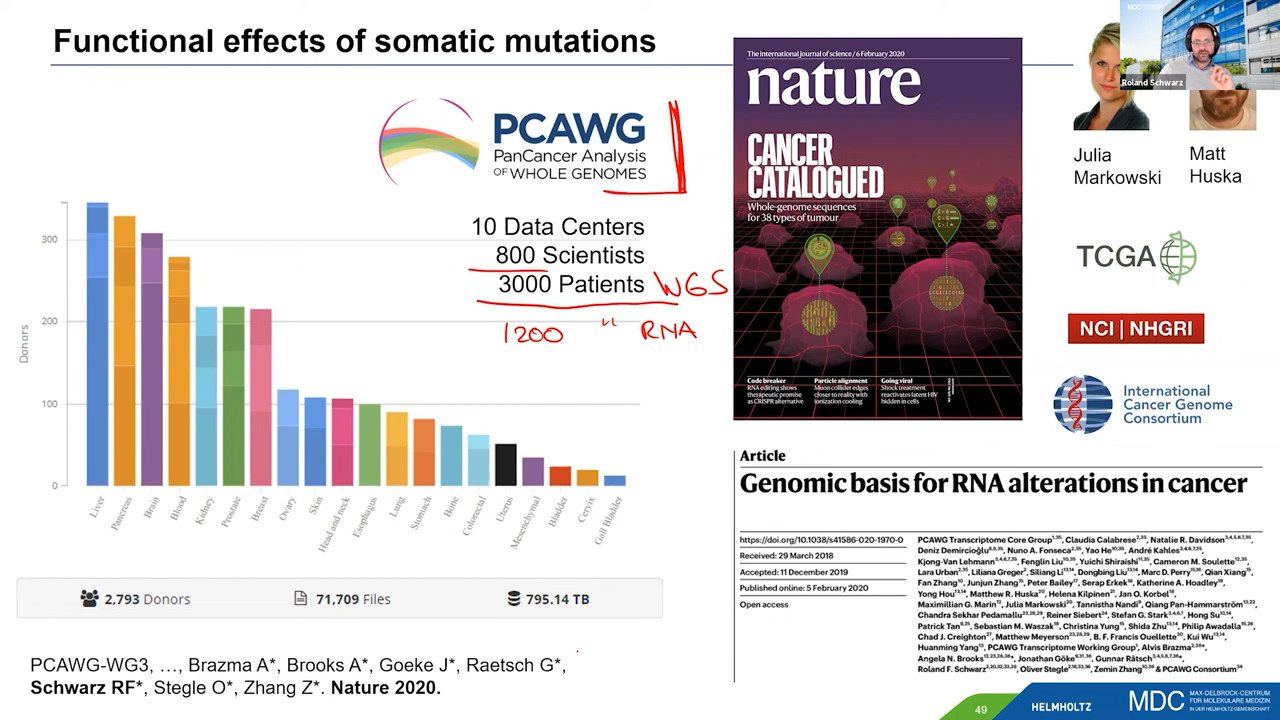 Functional effects of somatic mutations
PCAWG
PanCancer Analysis
OF WHOLE GENOMES
10 Data Centers
800 Scientists
3000 Patients WGS
1200 " RNA
Donors
300
200
100
0
Liver
Pancreas
Brain
Blood
Kidney
Prostate
Breast
Ovary
Skin
Head and neck
Esophagus
Lung
Stomach
Bone
Colorectal
Uterus
Mesenchymal
Bladder
Cervix
Gall Bladder
2,793 Donors
71,709 Files
795.14 TB
PCAWG-WG3, …, Brazma A*, Brooks A*, Goeke J*, Raetsch G*,
Schwarz RF*, Stegle O*, Zhang Z*. Nature 2020.
The international journal of science / 6 February 2020
nature
CANCER
CATALOGUED
Whole-genome sequences
for 38 types of tumour
Code breaker
RNA editing shows
therapeutic promise
as CRISPR alternative
Particle alignment
Muon collider edges
closer to reality with
ionization cooling
Going viral
Shock treatment
reactivates latent HIV
hidden in cells
MDC
Roland Schwarz
Julia
Markowski
Matt
Huska
TCGA
NCI | NHGRI
International
Cancer Genome
Consortium
Article
Genomic basis for RNA alterations in cancer
https://doi.org/10.1038/s41586-020-1970-0
Received: 29 March 2018
Accepted: 11 December 2019
Published online: 5 February 2020
Open access
PCAWG Transcriptome Core Group, Claudia Calabrese, Natalie R. Davidson,
Deniz Demircioğlu, Nuno A. Fonseca, Yao He, André Kahles,
Kjong-Van Lehmann, Fenglin Liu, Yuichi Shiraishi, Cameron M. Soulette,
Lara Urban, Liliana Greger, Siliang Li, Dongbing Liu, Marc D. Perry, Qian Xiang,
Fan Zhang, Junjun Zhang, Peter Bailey, Serap Erkek, Katherine A. Hoadley,
Yong Hou, Matthew R. Huska, Helena Kilpinen, Jan O. Korbel,
Maximillian G. Marin, Julia Markowski, Tannistha Nandi, Qiang Pan-Hammarström,
Chandra Sekhar Pedamallu, Reiner Siebert, Stefan G. Stark, Hong Su,
Patrick Tan, Sebastian M. Waszak, Christina Yung, Shida Zhu, Philip Awadalla,
Chad J. Creighton, Matthew Meyerson, B. F. Francis Ouellette, Kui Wu,
Huanming Yang, PCAWG Transcriptome Working Group, Alvis Brazma,
Angela N. Brooks, Jonathan Göke, Gunnar Rätsch,
Roland F. Schwarz, Oliver Stegle, Zemin Zhang & PCAWG Consortium
49
HELMHOLTZ
MDC
MAX-DELBRÜCK-CENTRUM
FÜR MOLEKULARE MEDIZIN
IN DER HELMHOLTZ-GEMEINSCHAFT